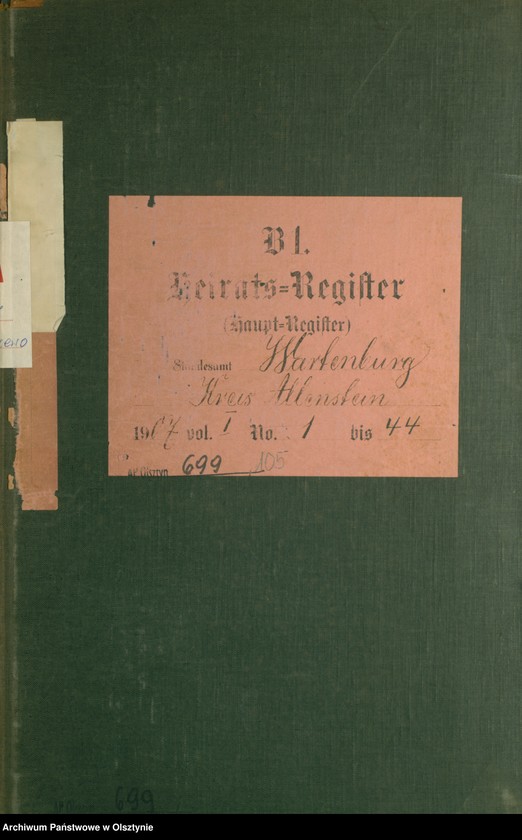 B I.
Heirats=Register
(Haupt=Register)
Standesamt Wartenburg
Kreis Allenstein
1907 vol. I No. 1 bis 44
699 105
699
Archiwum Państwowe w Olsztynie